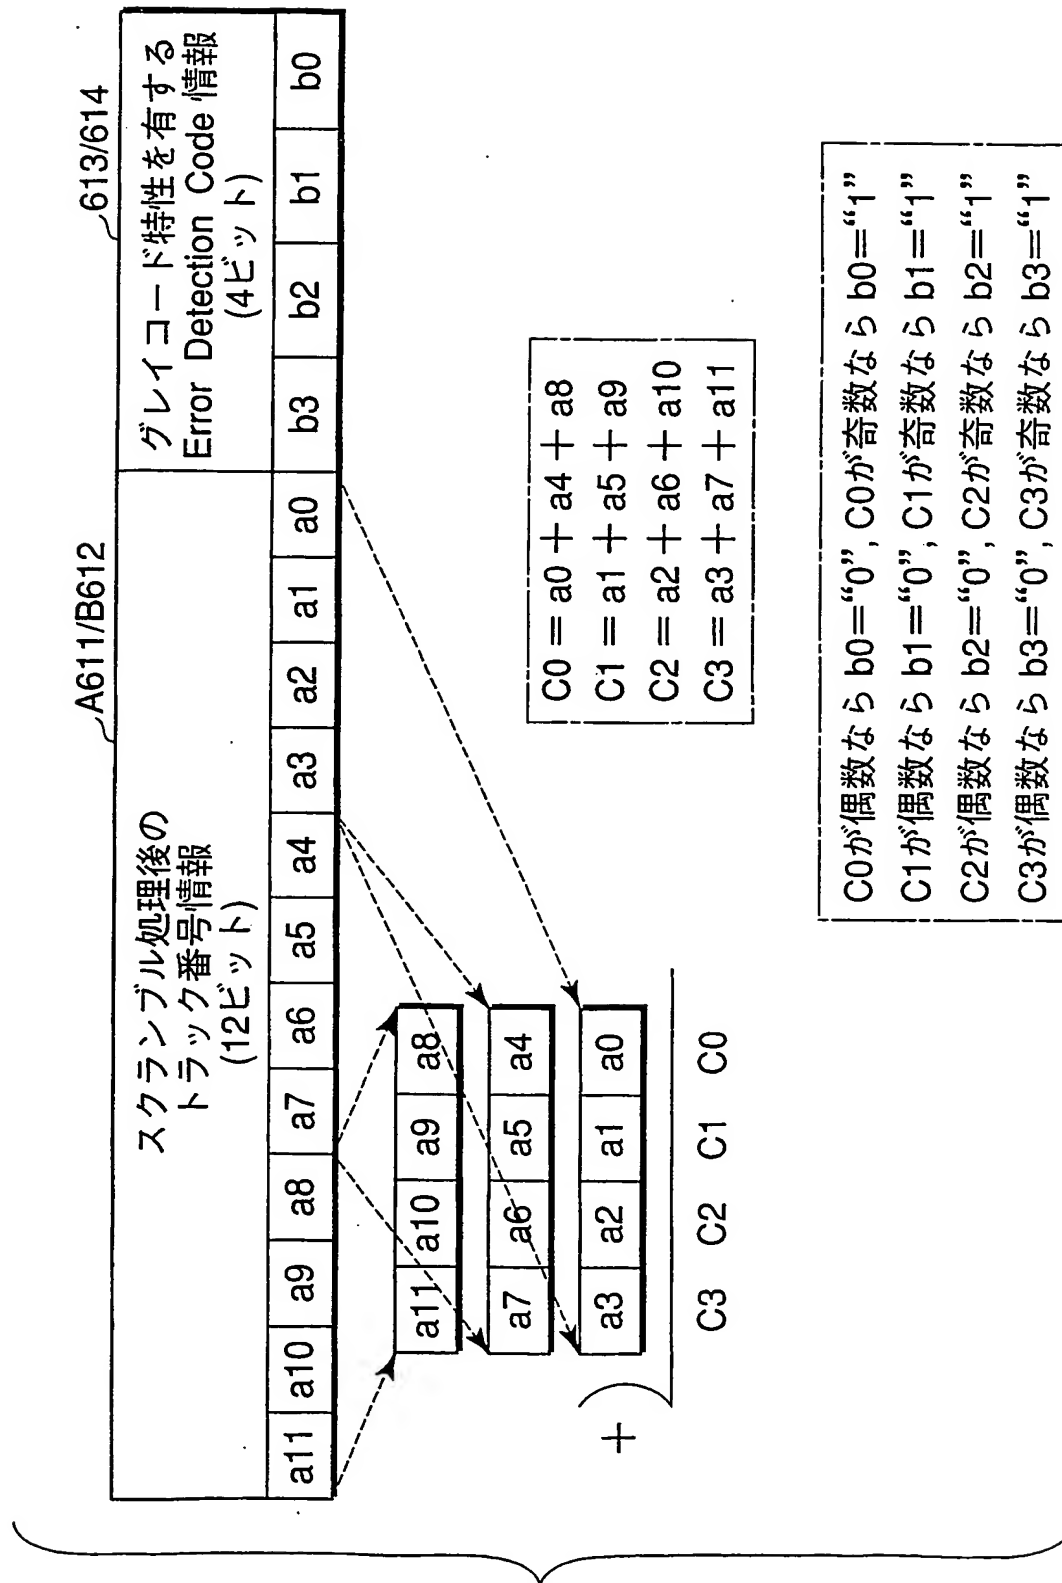 A611/B612
613/614
スクランブル処理後の
トラック番号情報
(12ビット)
グレイコード特性を有する
Error Detection Code 情報
(4ビット)
a11 a10 a9 a8 a7 a6 a5 a4 a3 a2 a1 a0 b3 b2 b1 b0
a11 a10 a9 a8
a7 a6 a5 a4
+ a3 a2 a1 a0
C3 C2 C1 C0
C0 = a0 + a4 + a8
C1 = a1 + a5 + a9
C2 = a2 + a6 + a10
C3 = a3 + a7 + a11
C0が偶数なら b0=“0”, C0が奇数なら b0=“1”
C1が偶数なら b1=“0”, C1が奇数なら b1=“1”
C2が偶数なら b2=“0”, C2が奇数なら b2=“1”
C3が偶数なら b3=“0”, C3が奇数なら b3=“1”